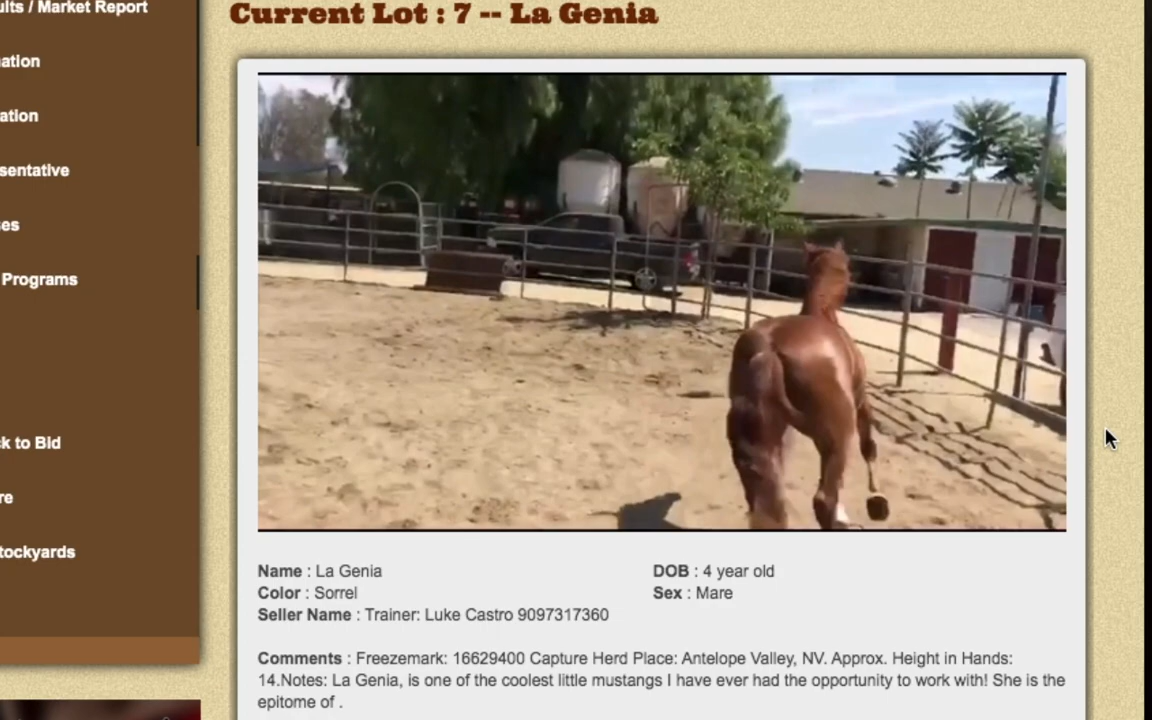 ults / Market Report
ation
ation
sentative
es
Programs
ck to Bid
re
tockyards
Current Lot : 7 -- La Genia
Name : La Genia
DOB : 4 year old
Color : Sorrel
Sex : Mare
Seller Name : Trainer: Luke Castro 9097317360
Comments : Freezemark: 16629400 Capture Herd Place: Antelope Valley, NV. Approx. Height in Hands:
14.Notes: La Genia, is one of the coolest little mustangs I have ever had the opportunity to work with! She is the
epitome of .